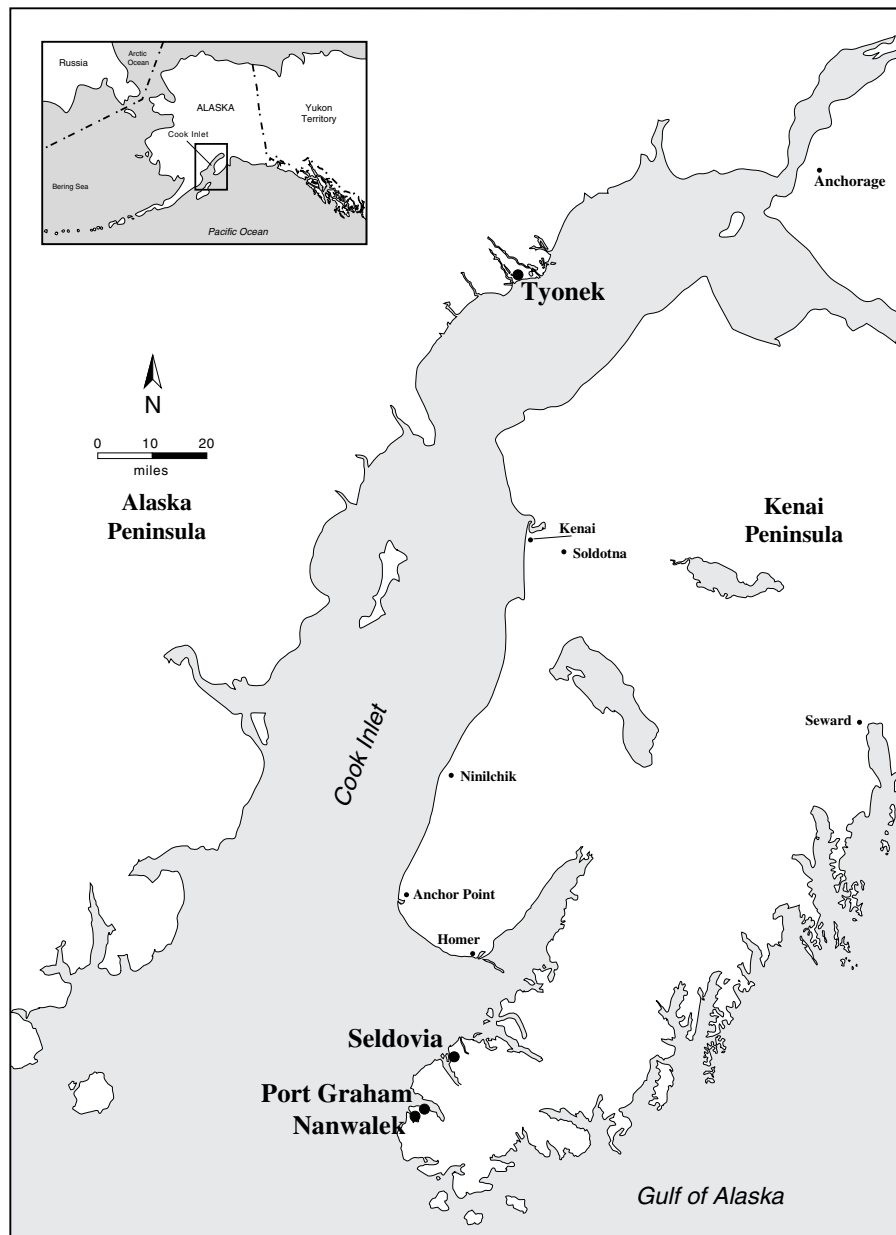 Russia
Arctic
Ocean
ALASKA
Yukon
Territory
Cook Inlet
Bering Sea
Pacific Ocean
Anchorage
Tyonek
N
0 10 20
miles
Alaska
Peninsula
Kenai
Peninsula
Kenai
Soldotna
Seward
Cook Inlet
Ninilchik
Anchor Point
Homer
Seldovia
Port Graham
Nanwalek
Gulf of Alaska